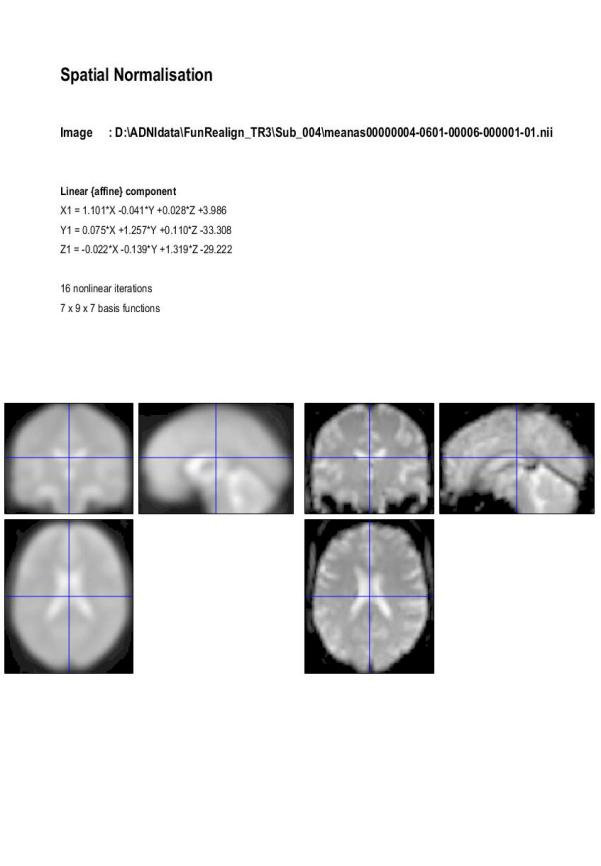 Spatial Normalisation
Image : D:\ADNIdata\FunRealign_TR3\Sub_004\meanas00000004-0601-00006-000001-01.nii
Linear {affine} component
X1 = 1.101*X -0.041*Y +0.028*Z +3.986
Y1 = 0.075*X +1.257*Y +0.110*Z -33.308
Z1 = -0.022*X -0.139*Y +1.319*Z -29.222
16 nonlinear iterations
7 x 9 x 7 basis functions